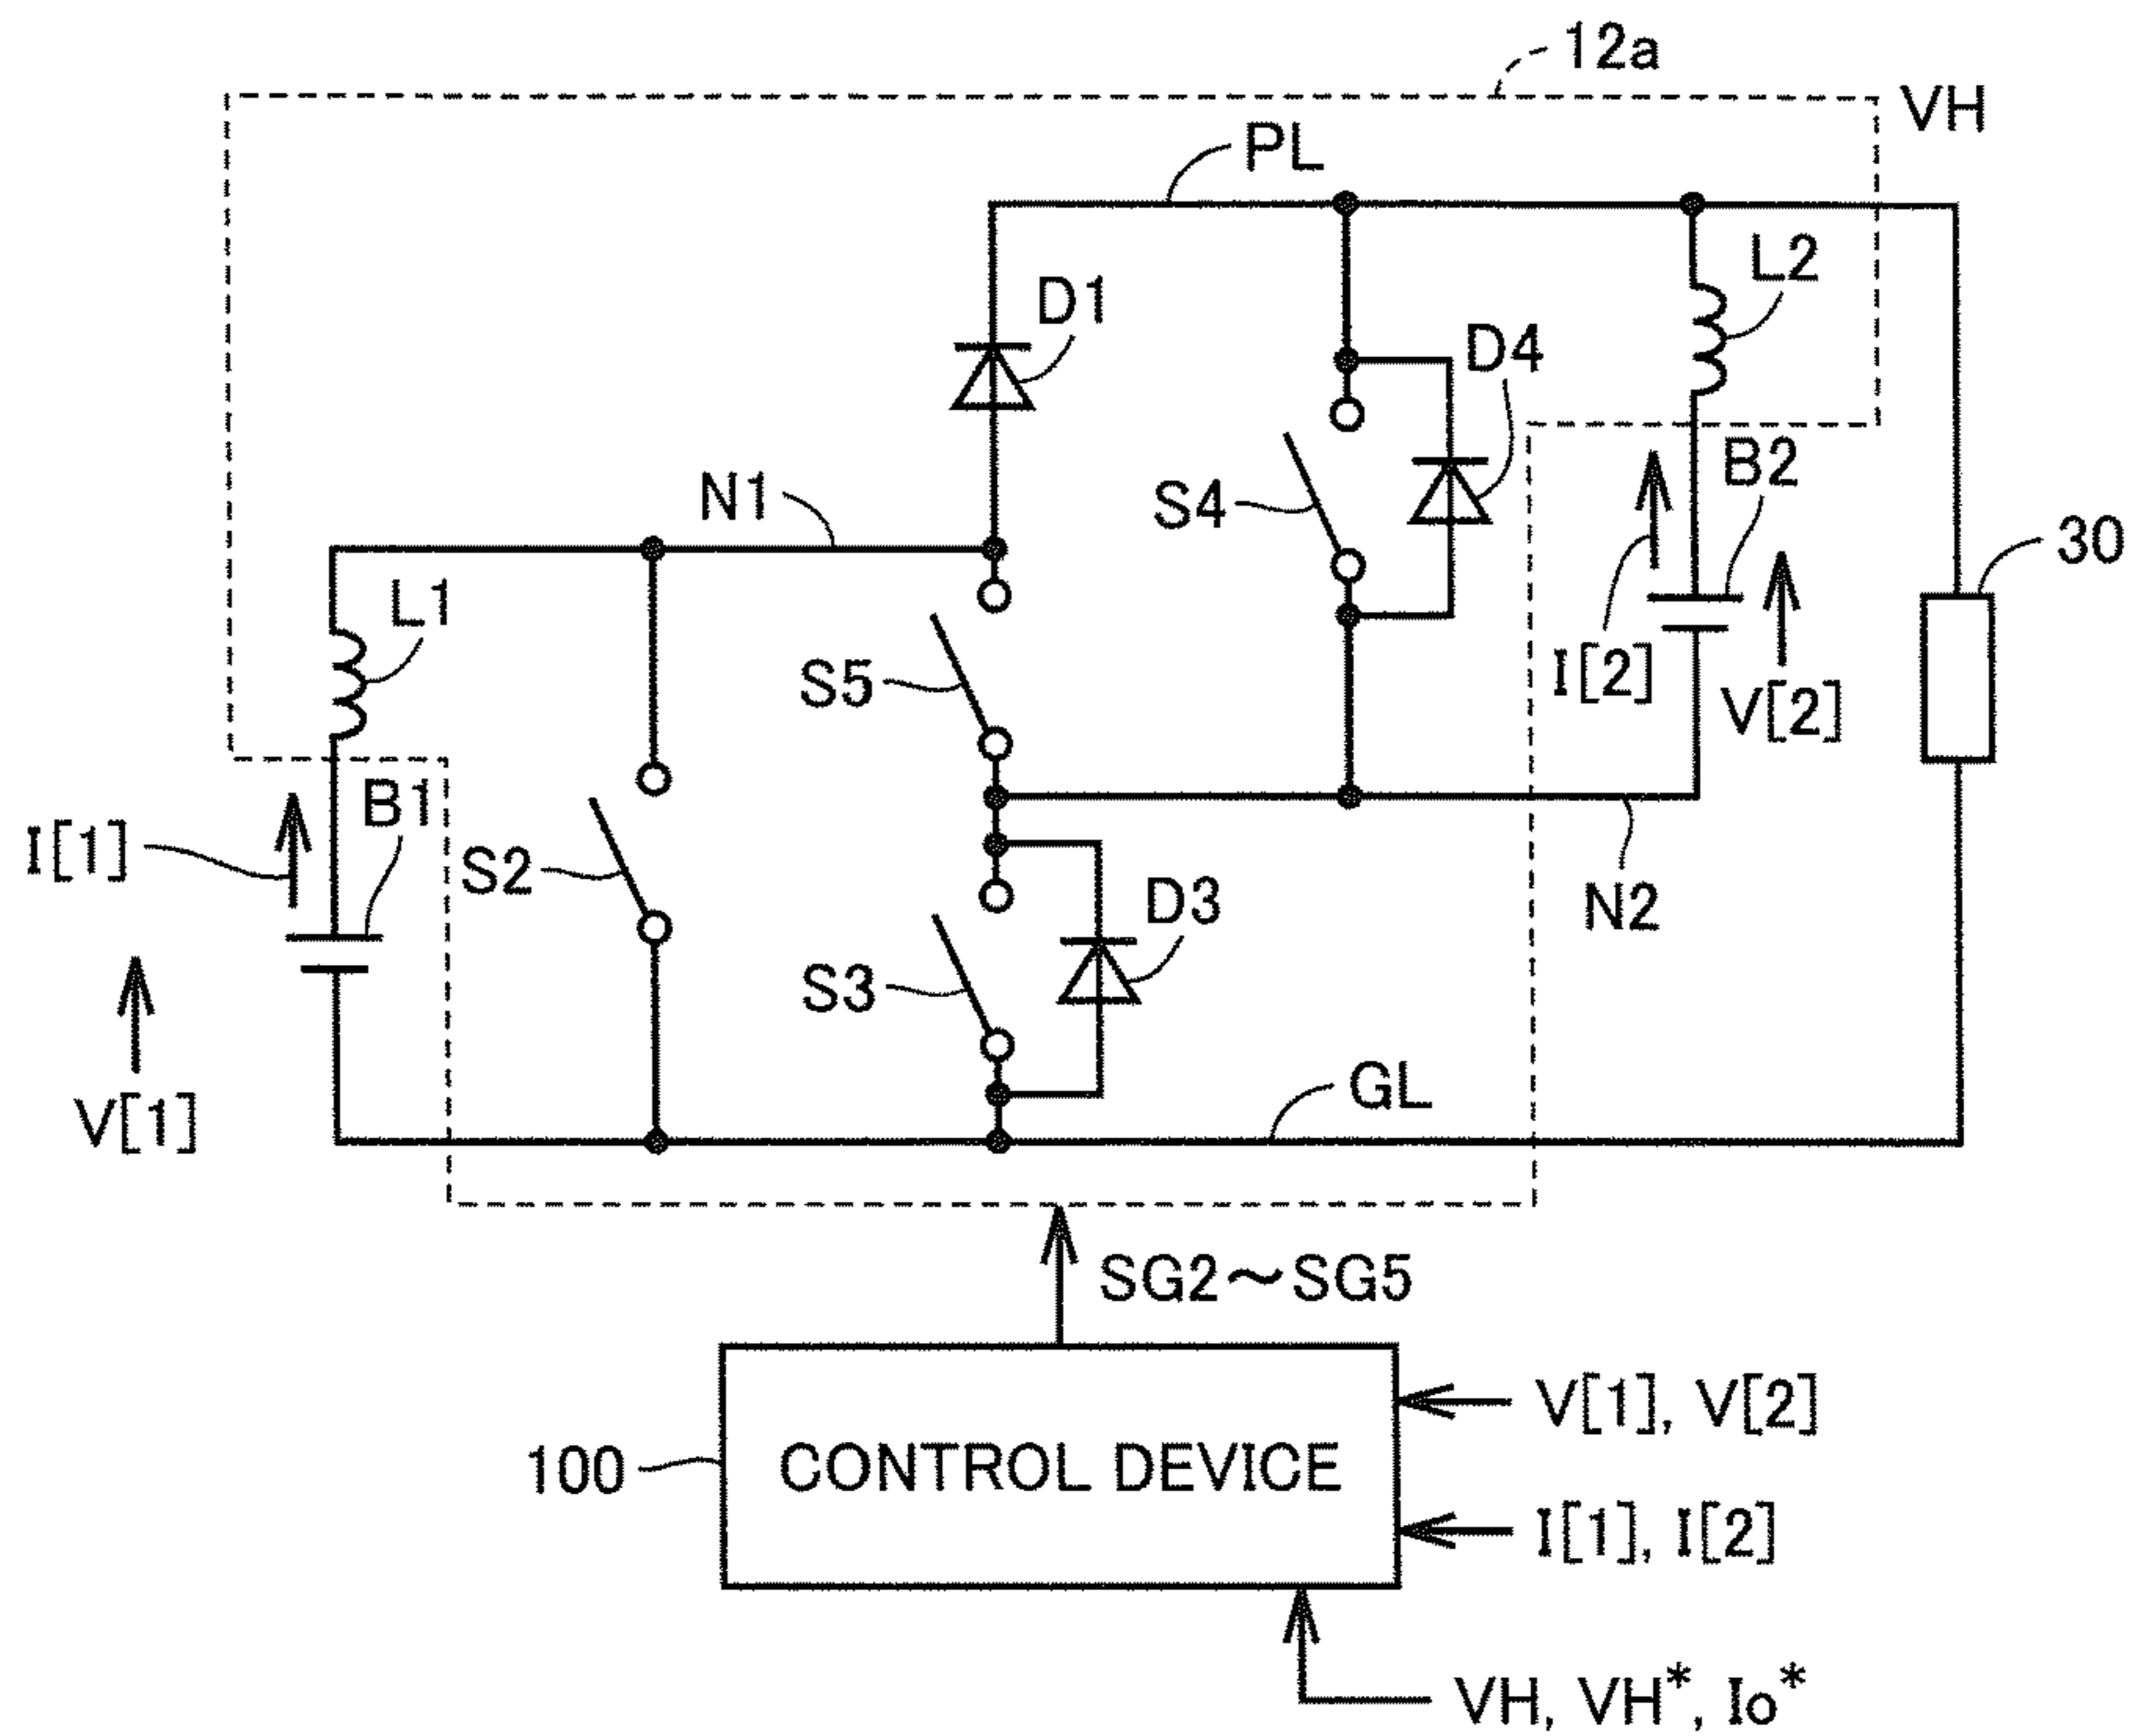 12a
VH
PL
L2
D1
D4
B2
S4
N1
30
L1
S5
I[2]
V[2]
B1
I[1]
S2
D3
N2
S3
GL
V[1]
SG2～SG5
V[1], V[2]
100
CONTROL DEVICE
I[1], I[2]
VH, VH*, Io*